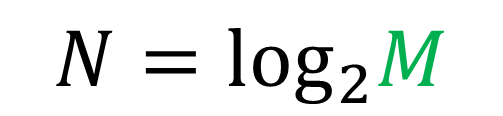 N = log₂M